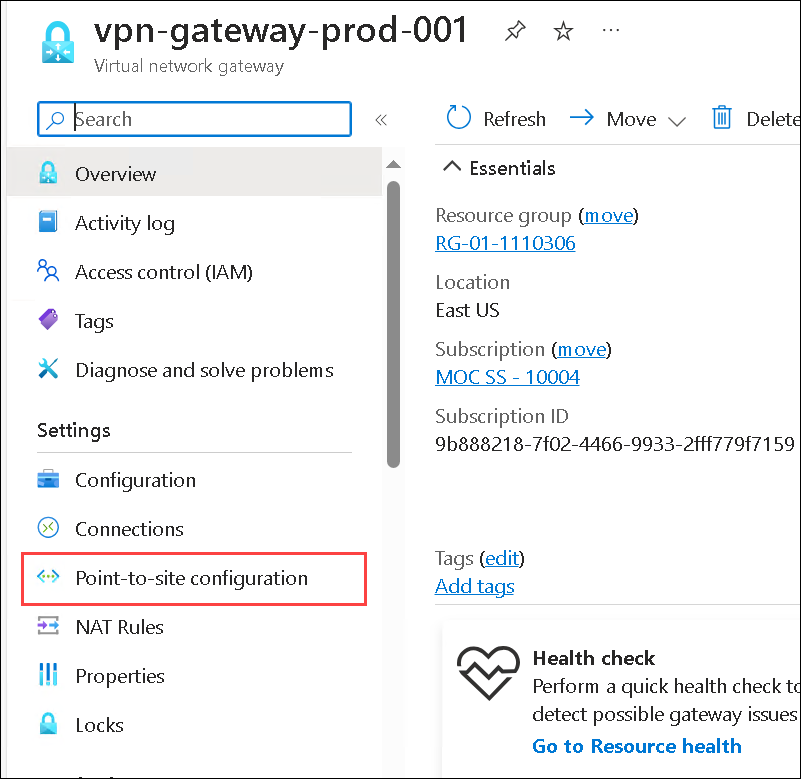 vpn-gateway-prod-001
Virtual network gateway
Search
Refresh
Move
Delete
Overview
Activity log
Access control (IAM)
Tags
Diagnose and solve problems
Settings
Configuration
Connections
Point-to-site configuration
NAT Rules
Properties
Locks
Essentials
Resource group (move)
RG-01-1110306
Location
East US
Subscription (move)
MOC SS - 10004
Subscription ID
9b888218-7f02-4466-9933-2fff779f7159
Tags (edit)
Add tags
Health check
Perform a quick health check to
detect possible gateway issues
Go to Resource health